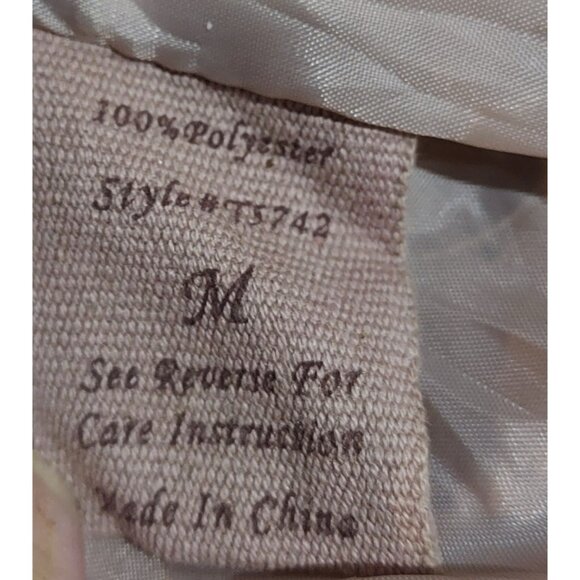 100% Polyester
Style # T5742
M
See Reverse For
Care Instruction
Made In China